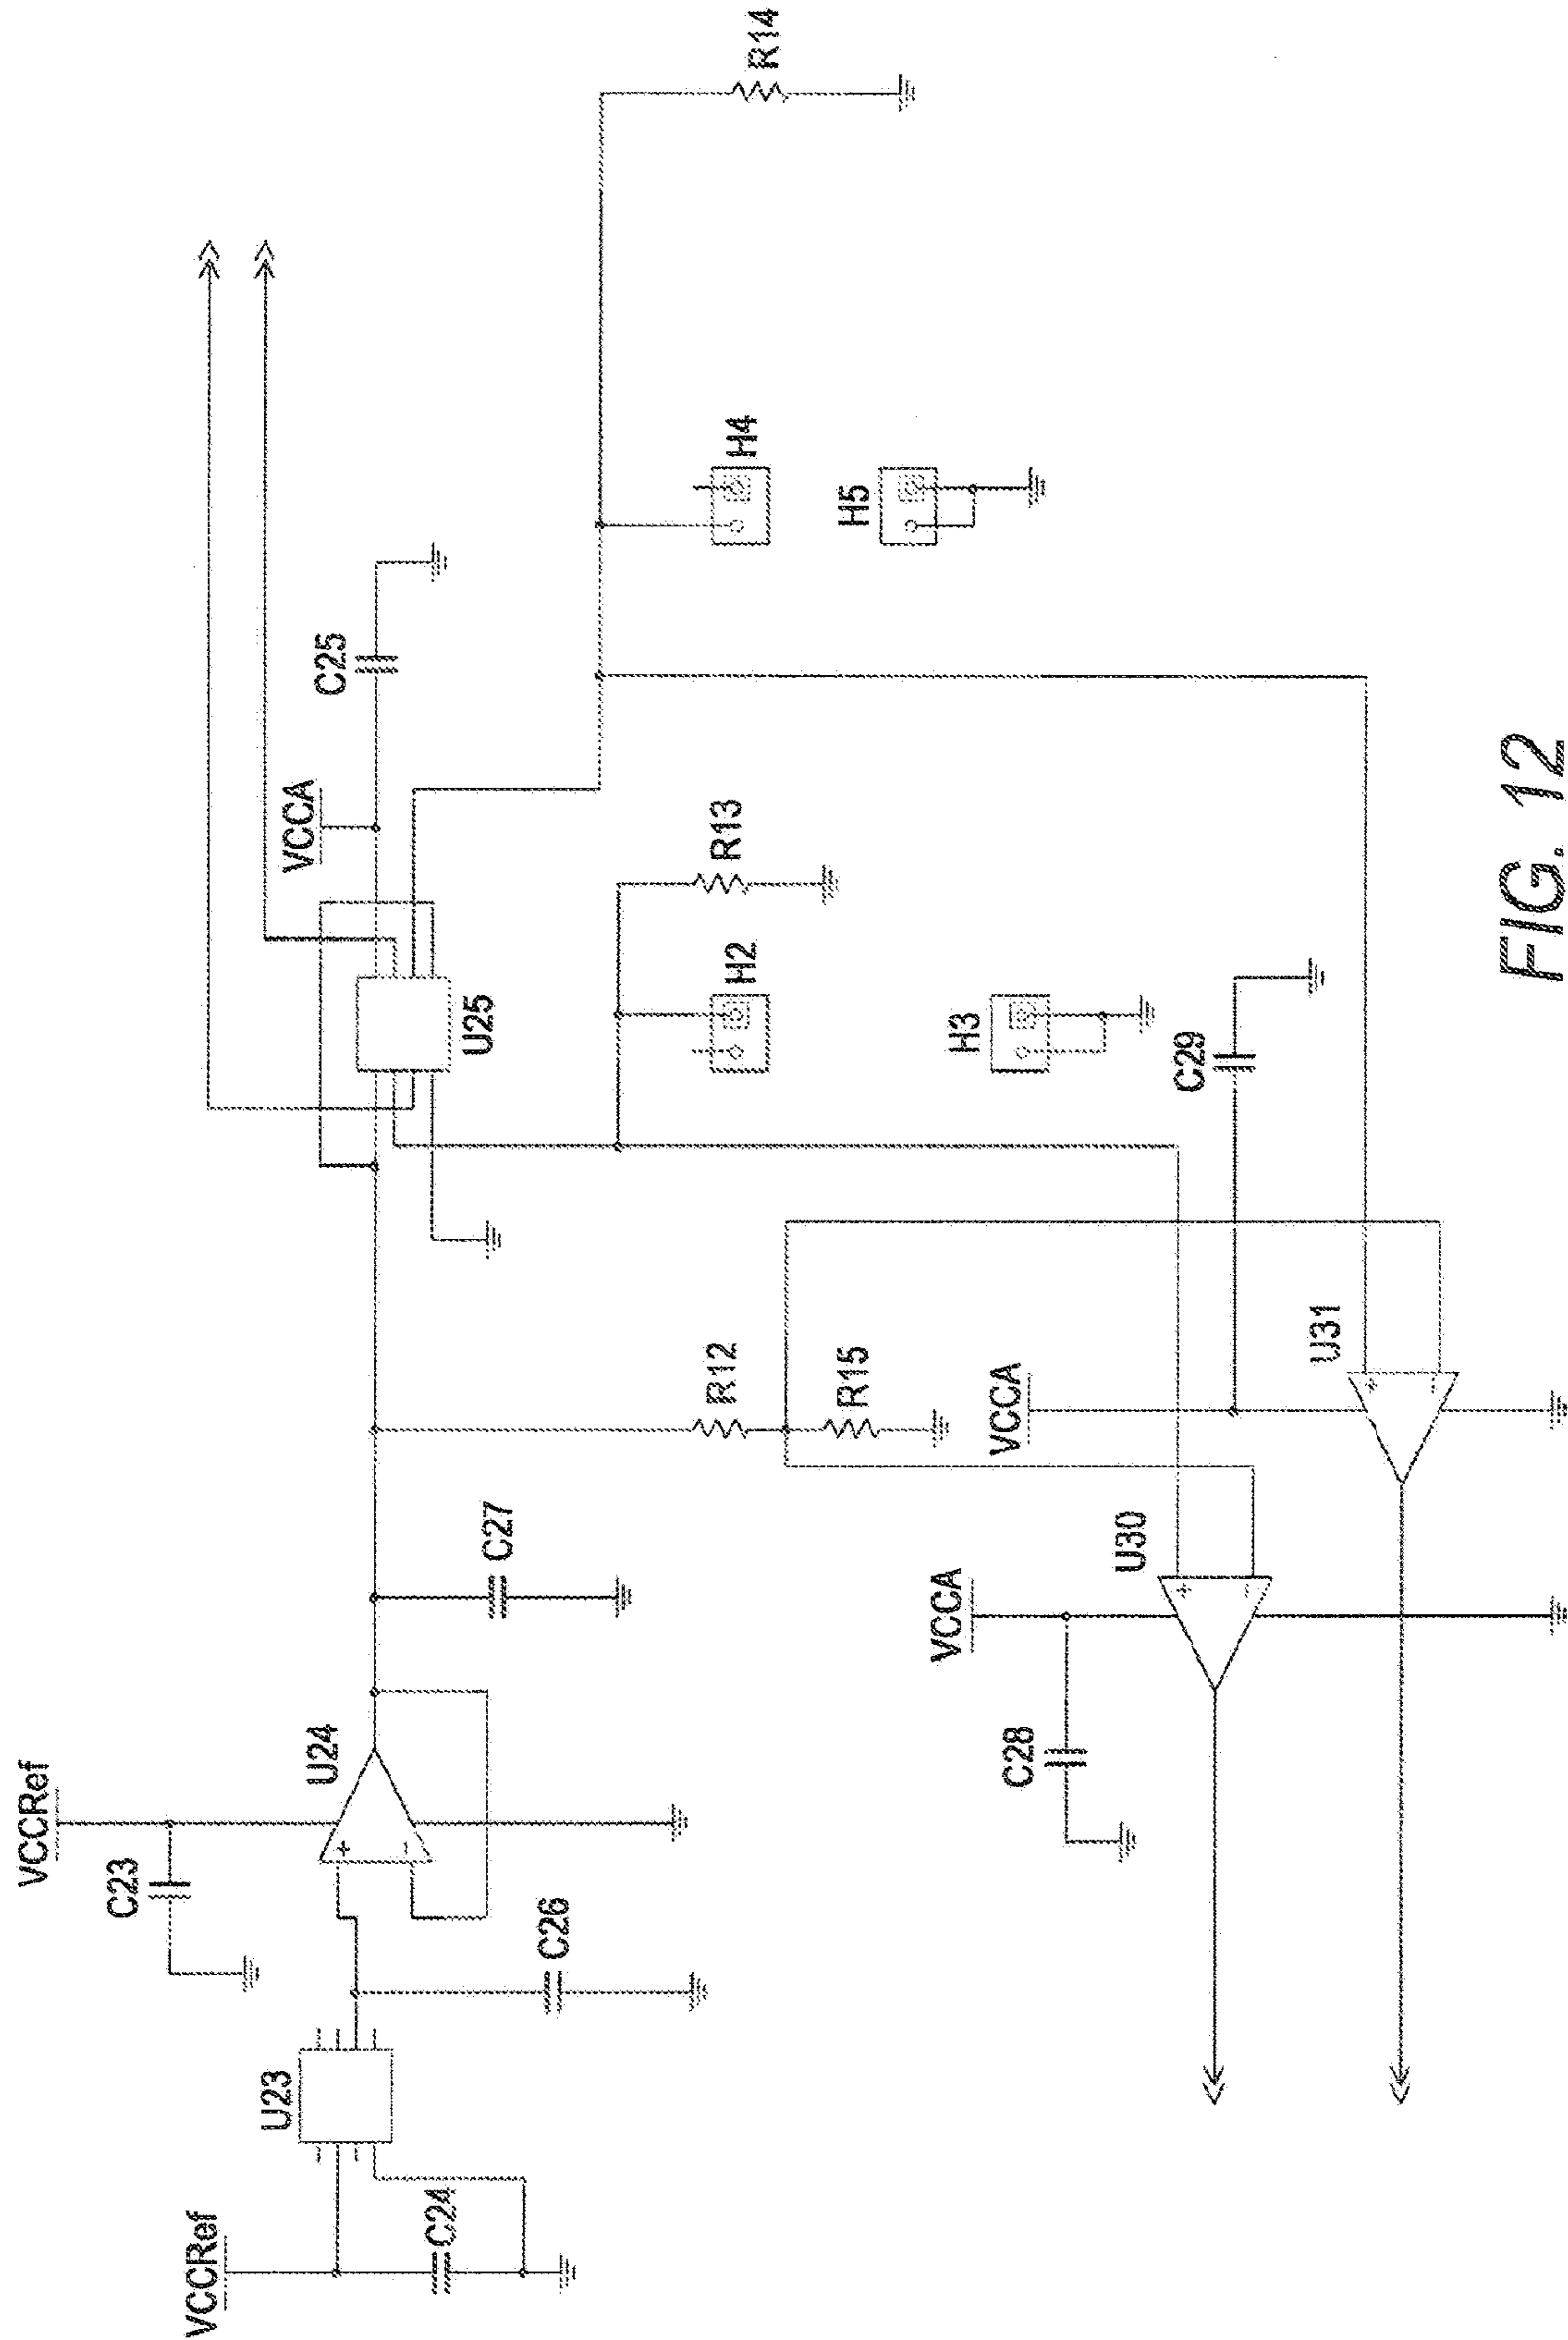 VCCRef
C24
U23
VCCRef
C23
C26
U24
C27
U25
VCCA
C25
R12
R15
H2
R13
H3
H4
H5
R14
VCCA
C28
U30
VCCA
C29
U31
+
−
+
−
+
−
FIG. 12